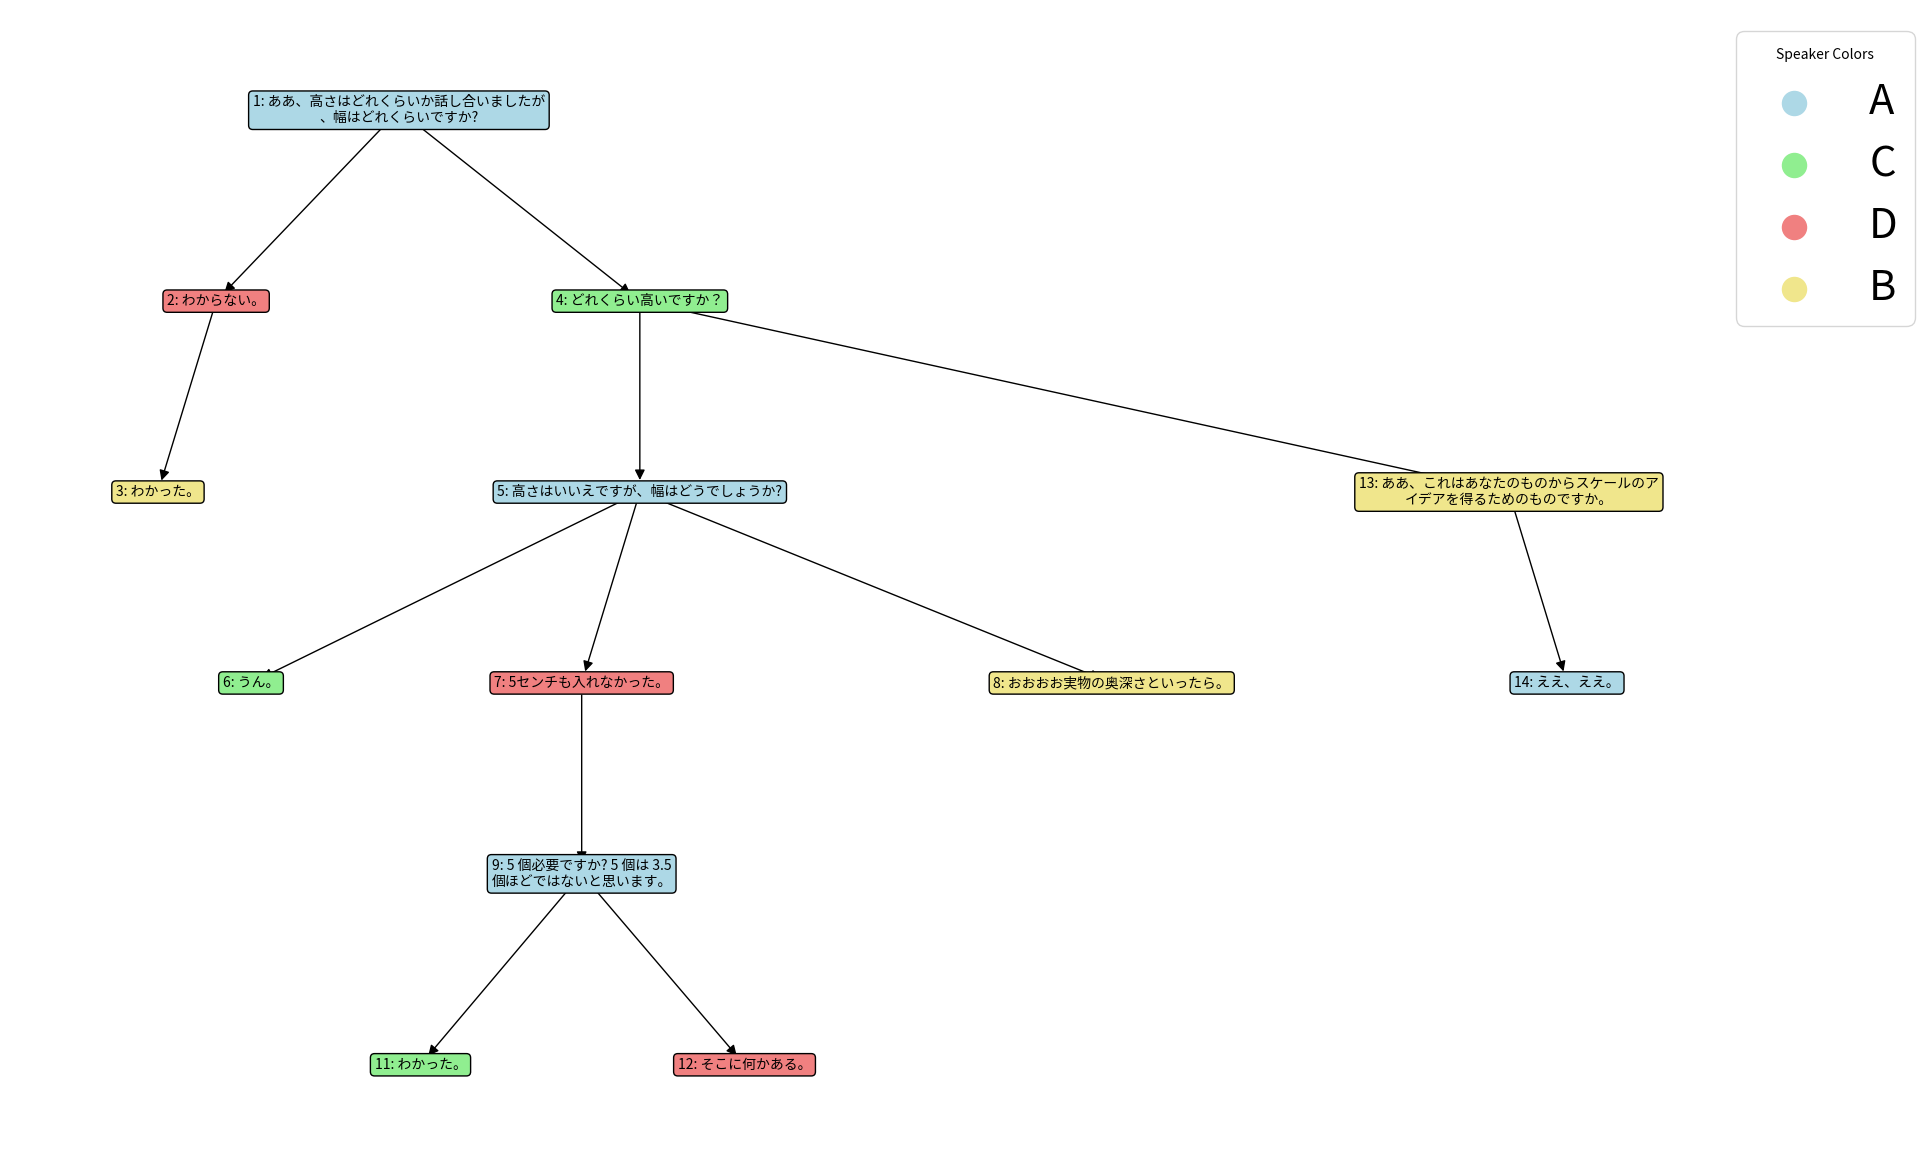 1: ああ、高さはどれくらいか話し合いましたが
、幅はどれくらいですか?
2: わからない。
4: どれくらい高いですか？
3: わかった。
5: 高さはいいえですが、幅はどうでしょうか?
13: ああ、これはあなたのものからスケールのア
イデアを得るためのものですか。
6: うん。
7: 5センチも入れなかった。
8: おおおお実物の奥深さといったら。
14: ええ、ええ。
9: 5 個必要ですか? 5 個は 3.5
個ほどではないと思います。
11: わかった。
12: そこに何かある。
Speaker Colors
A
C
D
B